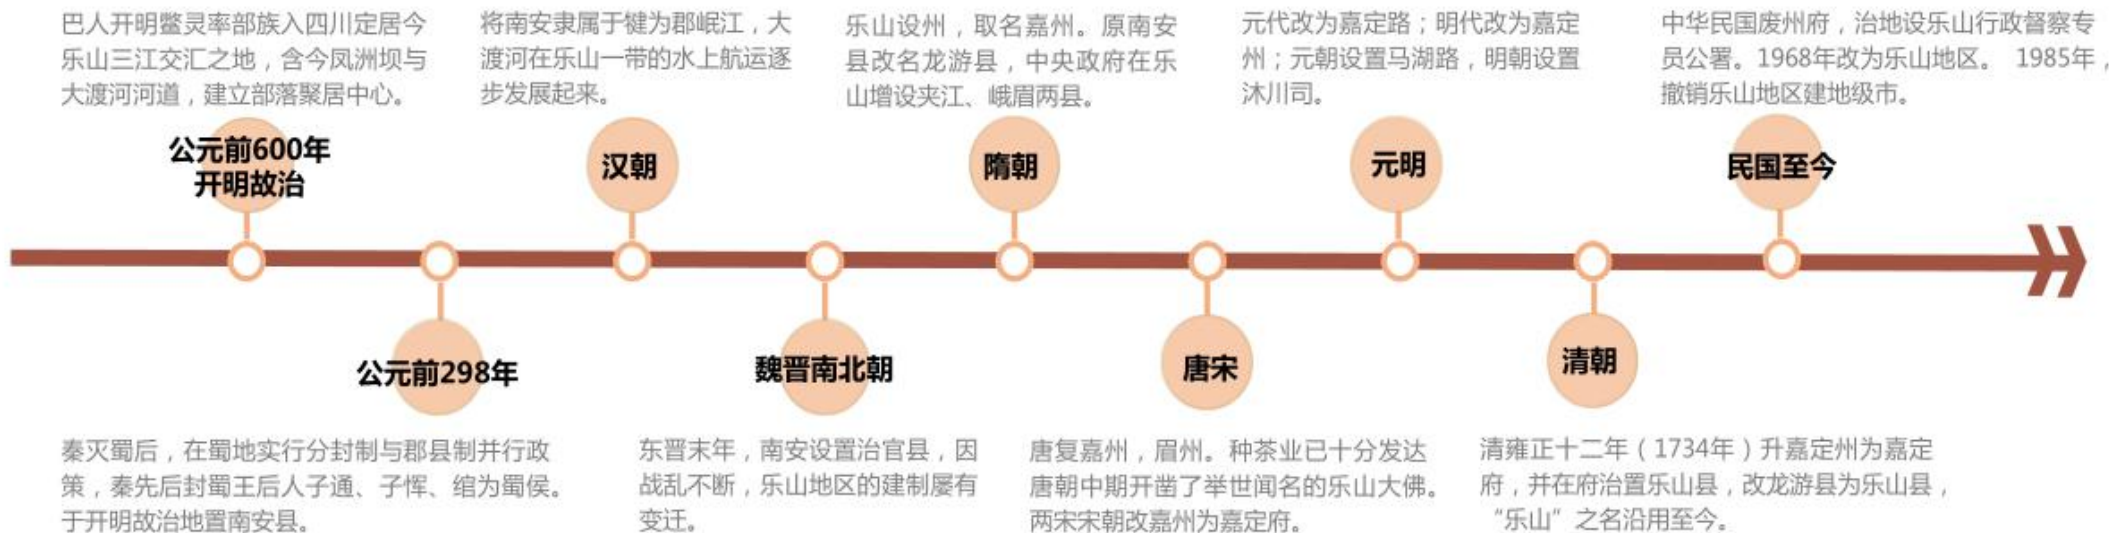 巴人开明鳖灵率部族入四川定居今
乐山三江交汇之地，含今凤洲坝与
大渡河河道，建立部落聚居中心。
将南安隶属于犍为郡岷江，大
渡河在乐山一带的水上航运逐
步发展起来。
乐山设州，取名嘉州。原南安
县改名龙游县，中央政府在乐
山增设夹江、峨眉两县。
元代改为嘉定路；明代改为嘉定
州；元朝设置马湖路，明朝设置
沐川司。
中华民国废州府，治地设乐山行政督察专
员公署。1968年改为乐山地区。 1985年，
撤销乐山地区建地级市。
公元前600年
开明故治
汉朝
隋朝
元明
民国至今
公元前298年
魏晋南北朝
唐宋
清朝
秦灭蜀后，在蜀地实行分封制与郡县制并行政
策，秦先后封蜀王后人子通、子恽、绾为蜀侯。
于开明故治地置南安县。
东晋末年，南安设置治官县，因
战乱不断，乐山地区的建制屡有
变迁。
唐复嘉州，眉州。种茶业已十分发达
唐朝中期开凿了举世闻名的乐山大佛。
两宋宋朝改嘉州为嘉定府。
清雍正十二年（1734年）升嘉定州为嘉定
府，并在府治置乐山县，改龙游县为乐山县，
“乐山”之名沿用至今。